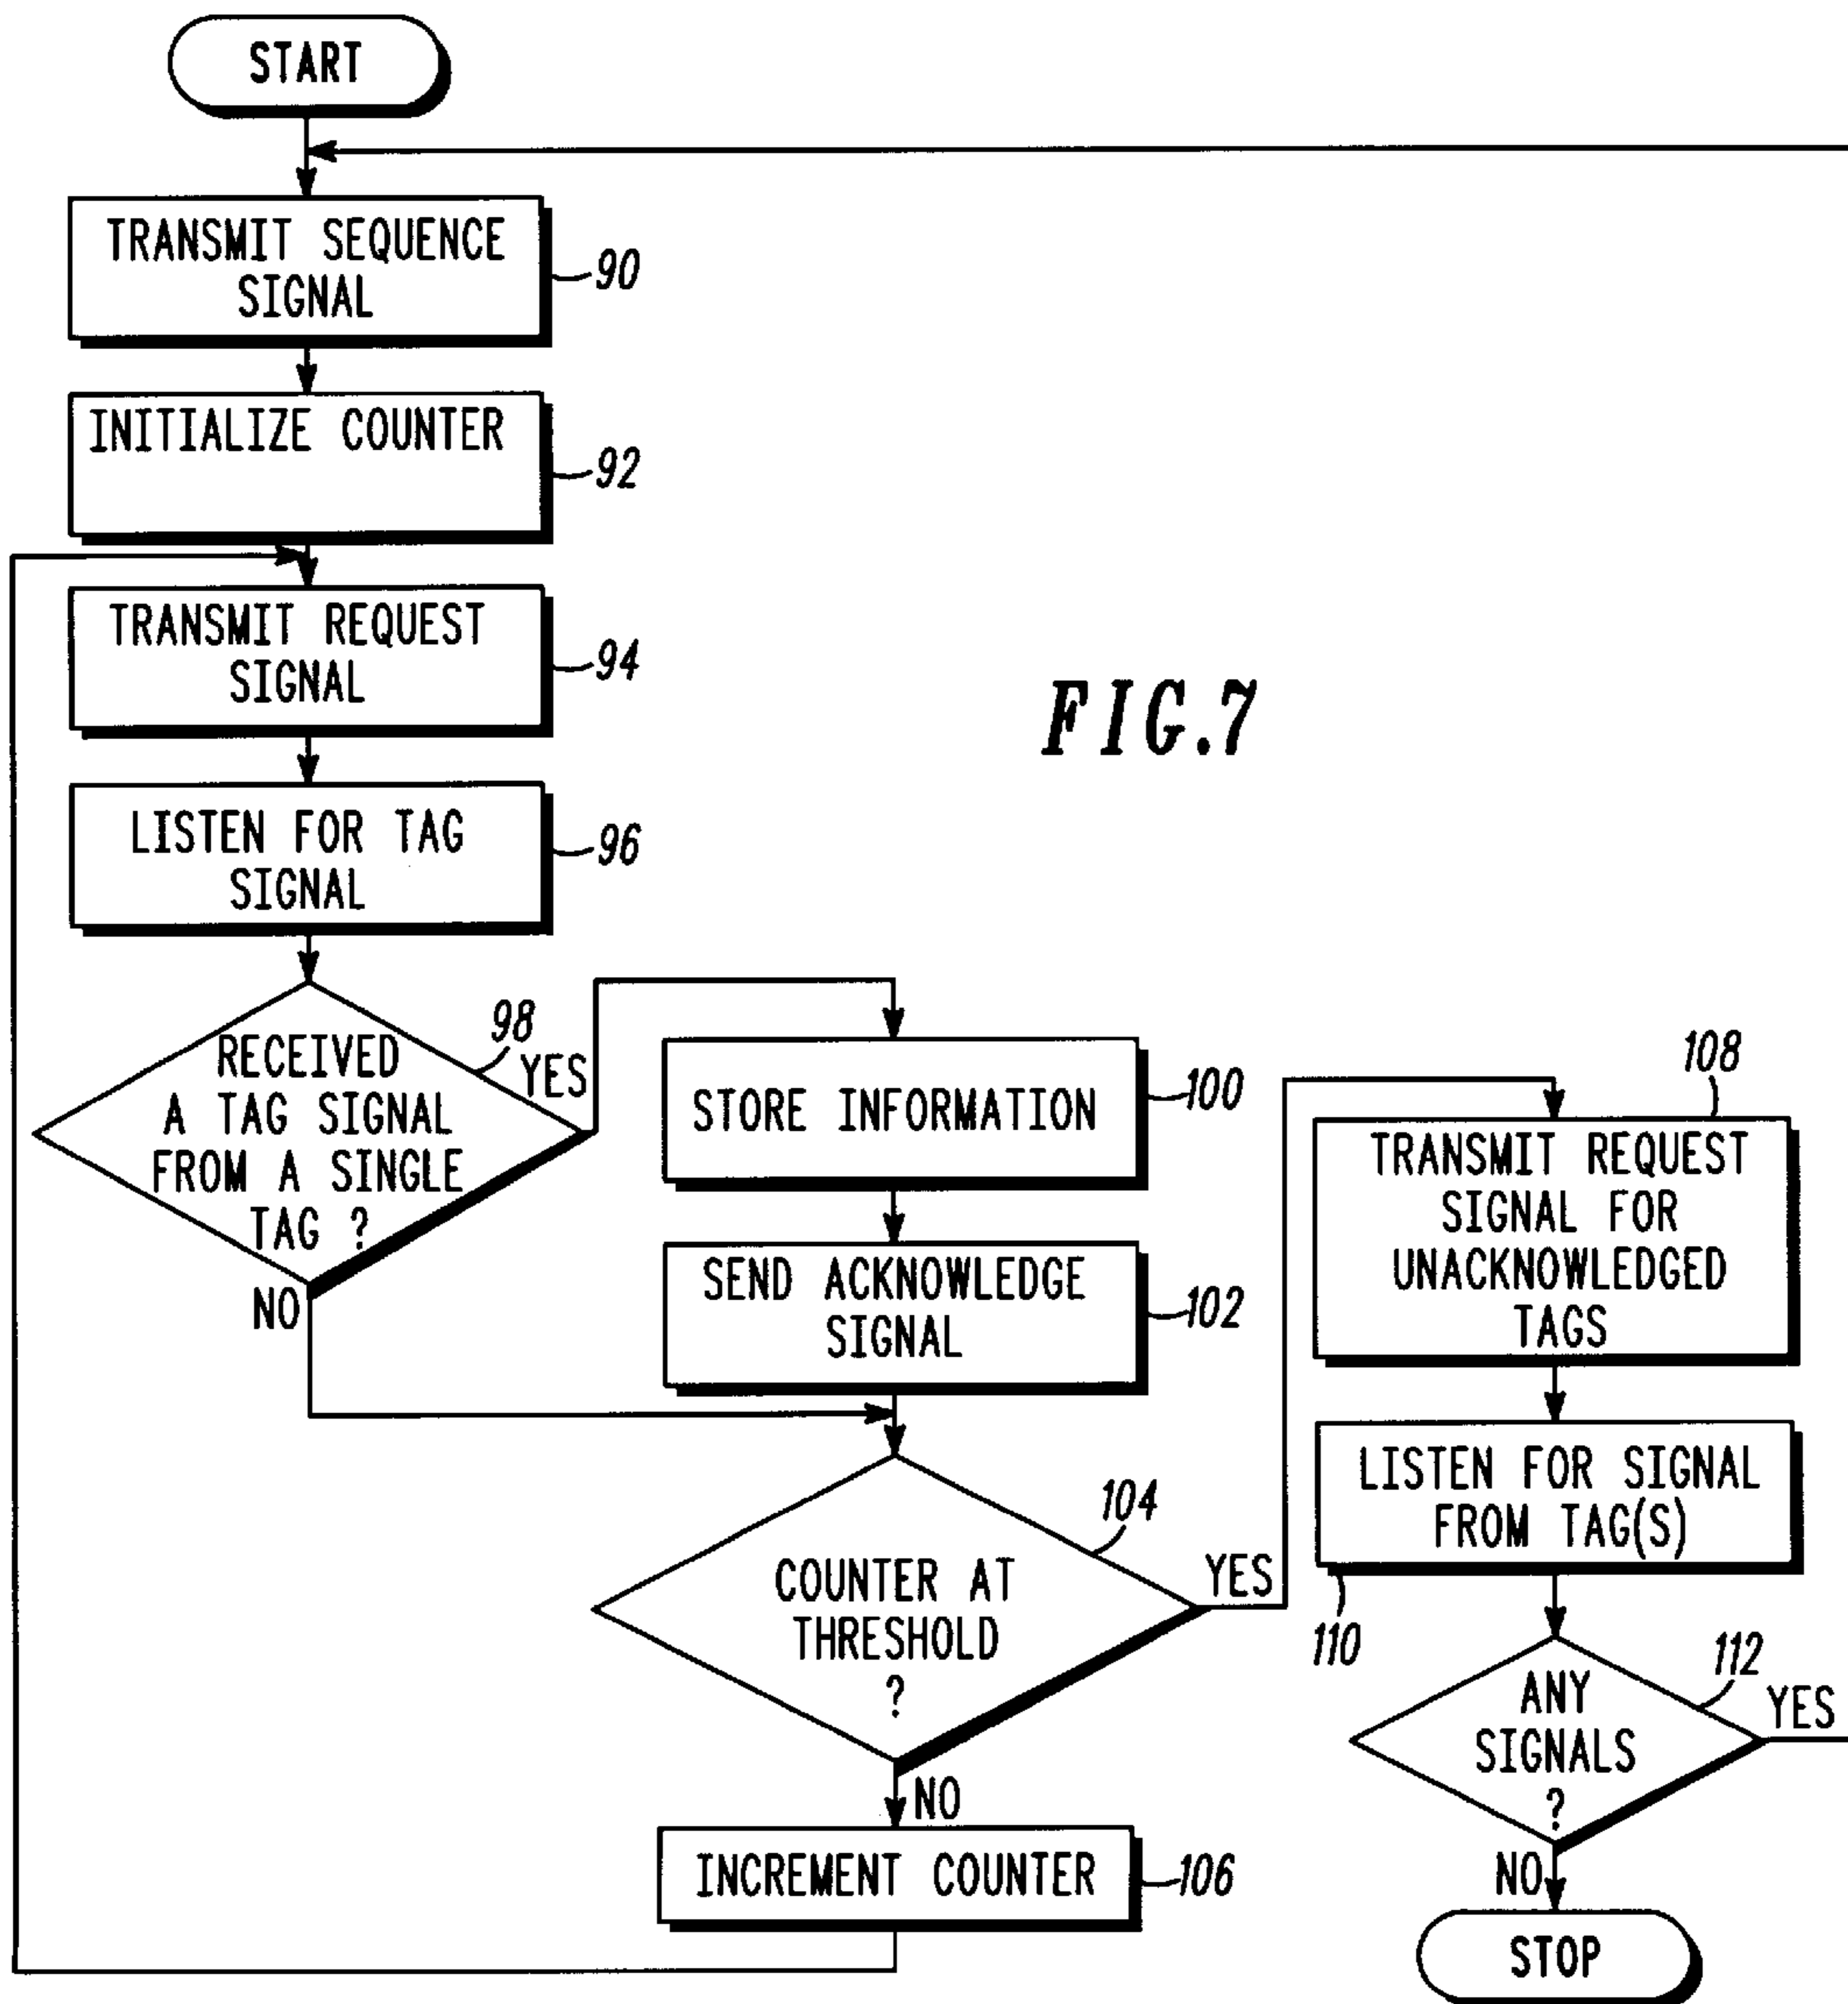 START
TRANSMIT SEQUENCE
SIGNAL
90
INITIALIZE COUNTER
92
TRANSMIT REQUEST
SIGNAL
94
FIG.7
LISTEN FOR TAG
SIGNAL
96
98
RECEIVED
A TAG SIGNAL
FROM A SINGLE
TAG ?
YES
NO
STORE INFORMATION
100
SEND ACKNOWLEDGE
SIGNAL
102
104
COUNTER AT
THRESHOLD
?
YES
NO
INCREMENT COUNTER
106
108
TRANSMIT REQUEST
SIGNAL FOR
UNACKNOWLEDGED
TAGS
LISTEN FOR SIGNAL
FROM TAG(S)
110
112
ANY
SIGNALS
?
YES
NO
STOP